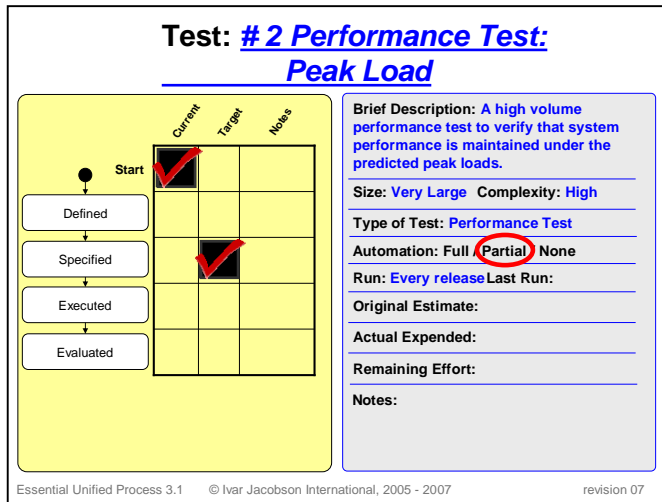 Test: # 2 Performance Test:
Peak Load
Current Target Notes
Start
Defined
Specified
Executed
Evaluated
Brief Description: A high volume
performance test to verify that system
performance is maintained under the
predicted peak loads.
Size: Very Large Complexity: High
Type of Test: Performance Test
Automation: Full / Partial / None
Run: Every release Last Run:
Original Estimate:
Actual Expended:
Remaining Effort:
Notes:
Essential Unified Process 3.1 © Ivar Jacobson International, 2005 - 2007 revision 07